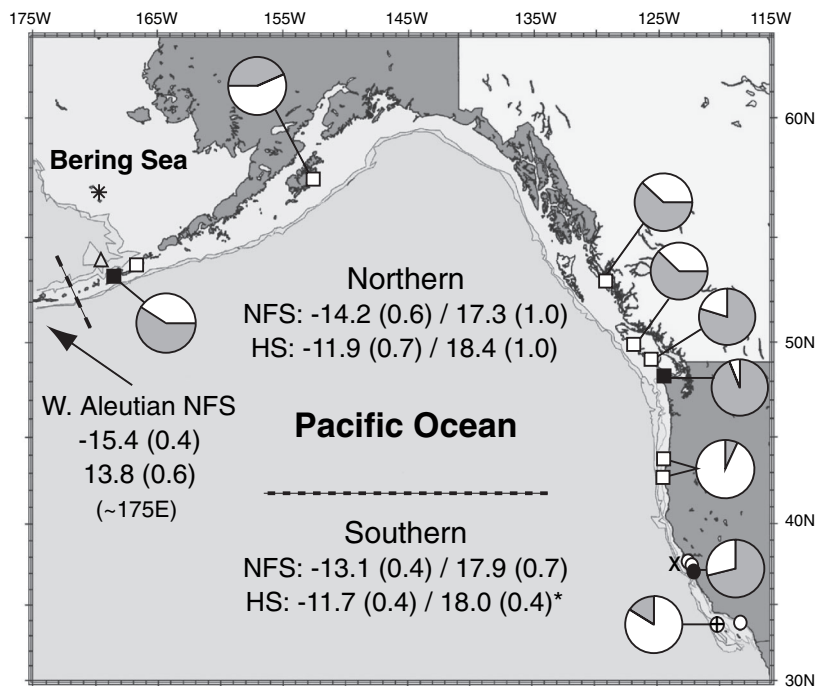 175W 165W 155W 145W 135W 125W 115W
60N
Bering Sea
Northern
NFS: -14.2 (0.6) / 17.3 (1.0)
HS: -11.9 (0.7) / 18.4 (1.0)
50N
W. Aleutian NFS
-15.4 (0.4)
13.8 (0.6)
(~175E)
Pacific Ocean
40N
Southern
NFS: -13.1 (0.4) / 17.9 (0.7)
HS: -11.7 (0.4) / 18.0 (0.4)*
X
30N